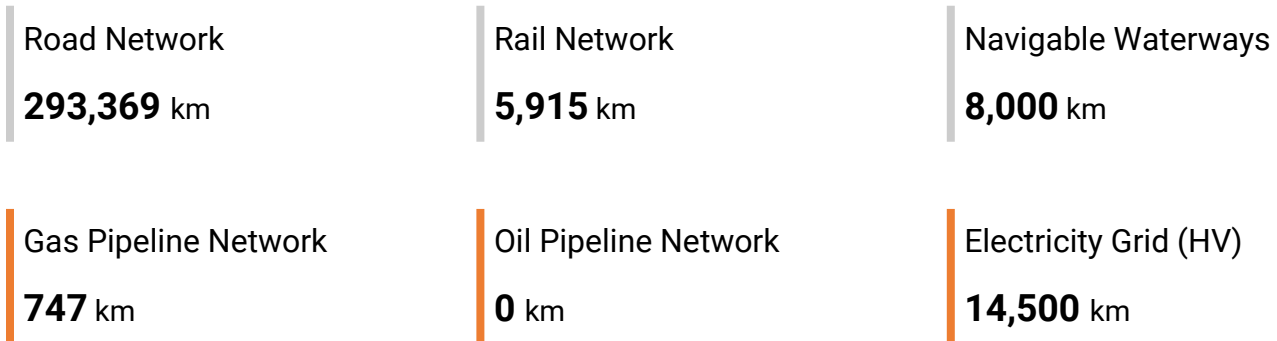 Road Network
293,369 km
Rail Network
5,915 km
Navigable Waterways
8,000 km
Gas Pipeline Network
747 km
Oil Pipeline Network
0 km
Electricity Grid (HV)
14,500 km